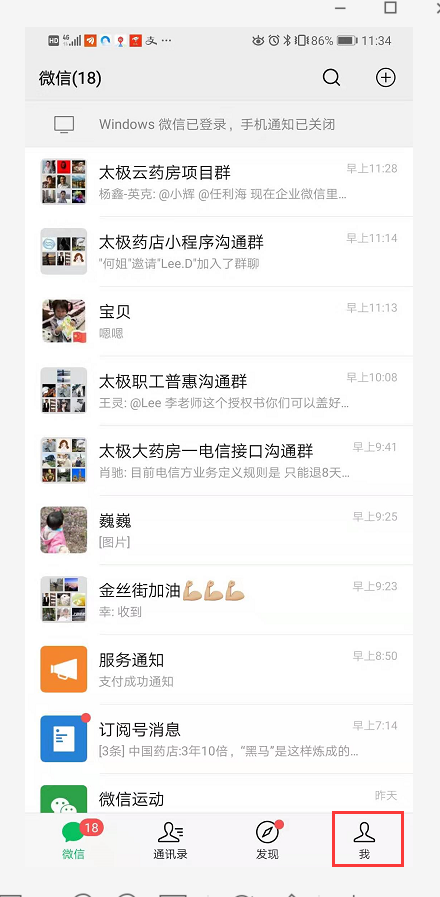 HD 46 86% 11:34
微信(18)
Windows 微信已登录，手机通知已关闭
太极云药房项目群 早上11:28
杨鑫-英克: @小辉 @任利海 现在企业微信里...
太极药店小程序沟通群 早上11:14
"何姐"邀请"Lee.D"加入了群聊
宝贝 早上11:13
嗯嗯
太极职工普惠沟通群 早上10:08
王灵: @Lee 李老师这个授权书你们可以盖好...
太极大药房一电信接口沟通群 早上9:41
肖驰: 目前电信方业务定义规则是 只能退8天...
巍巍 早上9:25
[图片]
金丝街加油💪🏼💪🏼💪🏼 早上9:23
幸: 收到
服务通知 早上8:50
支付成功通知
订阅号消息 早上7:14
[3条] 中国药店:3年10倍，“黑马”是这样炼成的...
微信运动 昨天
18
微信 通讯录 发现 我